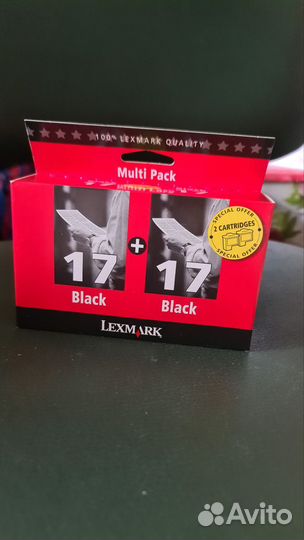 100% LEXMARK QUALITY
Multi Pack
SPECIAL OFFER
2 CARTRIDGES
SPECIAL OFFER
17 + 17
Black
Black
LEXMARK
Avito